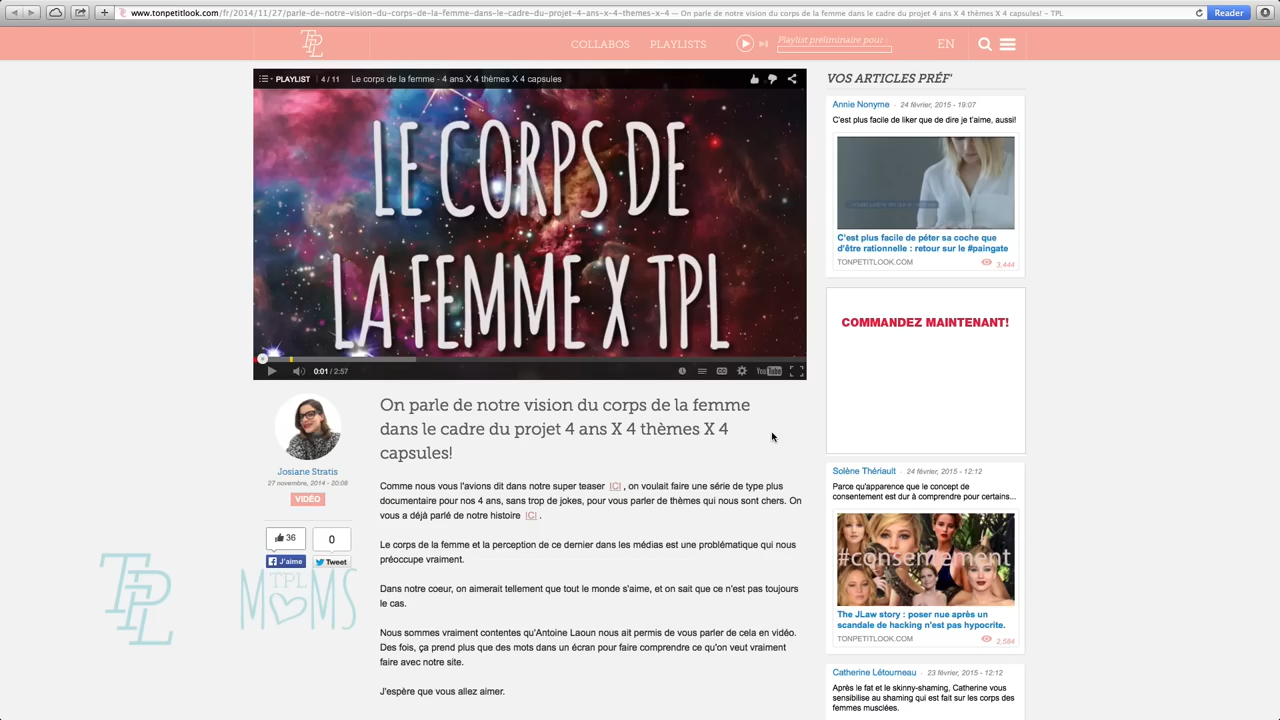 www.tonpetitlook.com/fr/2014/11/27/parle-de-notre-vision-du-corps-de-la-femme-dans-le-cadre-du-projet-4-ans-x-4-themes-x-4 — On parle de notre vision du corps de la femme dans le cadre du projet 4 ans X 4 thèmes X 4 capsules! – TPL
Reader
TPL
COLLABOS
PLAYLISTS
Playlist préliminaire pour
EN
PLAYLIST
4 / 11
Le corps de la femme - 4 ans X 4 thèmes X 4 capsules
LE CORPS DE
LA FEMME X TPL
0:01 / 2:57
YouTube
Josiane Stratis
27 novembre, 2014 - 20:08
VIDÉO
36
0
J'aime
Tweet
TPL
TPL
MOMS
On parle de notre vision du corps de la femme
dans le cadre du projet 4 ans X 4 thèmes X 4
capsules!
Comme nous vous l'avions dit dans notre super teaser ICI , on voulait faire une série de type plus
documentaire pour nos 4 ans, sans trop de jokes, pour vous parler de thèmes qui nous sont chers. On
vous a déjà parlé de notre histoire ICI .
Le corps de la femme et la perception de ce dernier dans les médias est une problématique qui nous
préoccupe vraiment.
Dans notre coeur, on aimerait tellement que tout le monde s'aime, et on sait que ce n'est pas toujours
le cas.
Nous sommes vraiment contentes qu'Antoine Laoun nous ait permis de vous parler de cela en vidéo.
Des fois, ça prend plus que des mots dans un écran pour faire comprendre ce qu'on veut vraiment
faire avec notre site.
J'espère que vous allez aimer.
VOS ARTICLES PRÉF'
Annie Nonyme - 24 février, 2015 - 19:07
C'est plus facile de liker que de dire je t'aime, aussi!
C'est plus facile de péter sa coche que
d'être rationnelle : retour sur le #paingate
TONPETITLOOK.COM
3,444
COMMANDEZ MAINTENANT!
Solène Thériault - 24 février, 2015 - 12:12
Parce qu'apparence que le concept de
consentement est dur à comprendre pour certains...
#consentement
The JLaw story : poser nue après un
scandale de hacking n'est pas hypocrite.
TONPETITLOOK.COM
2,584
Catherine Létourneau - 23 février, 2015 - 12:12
Après le fat et le skinny-shaming, Catherine vous
sensibilise au shaming qui est fait sur les corps des
femmes musclées.